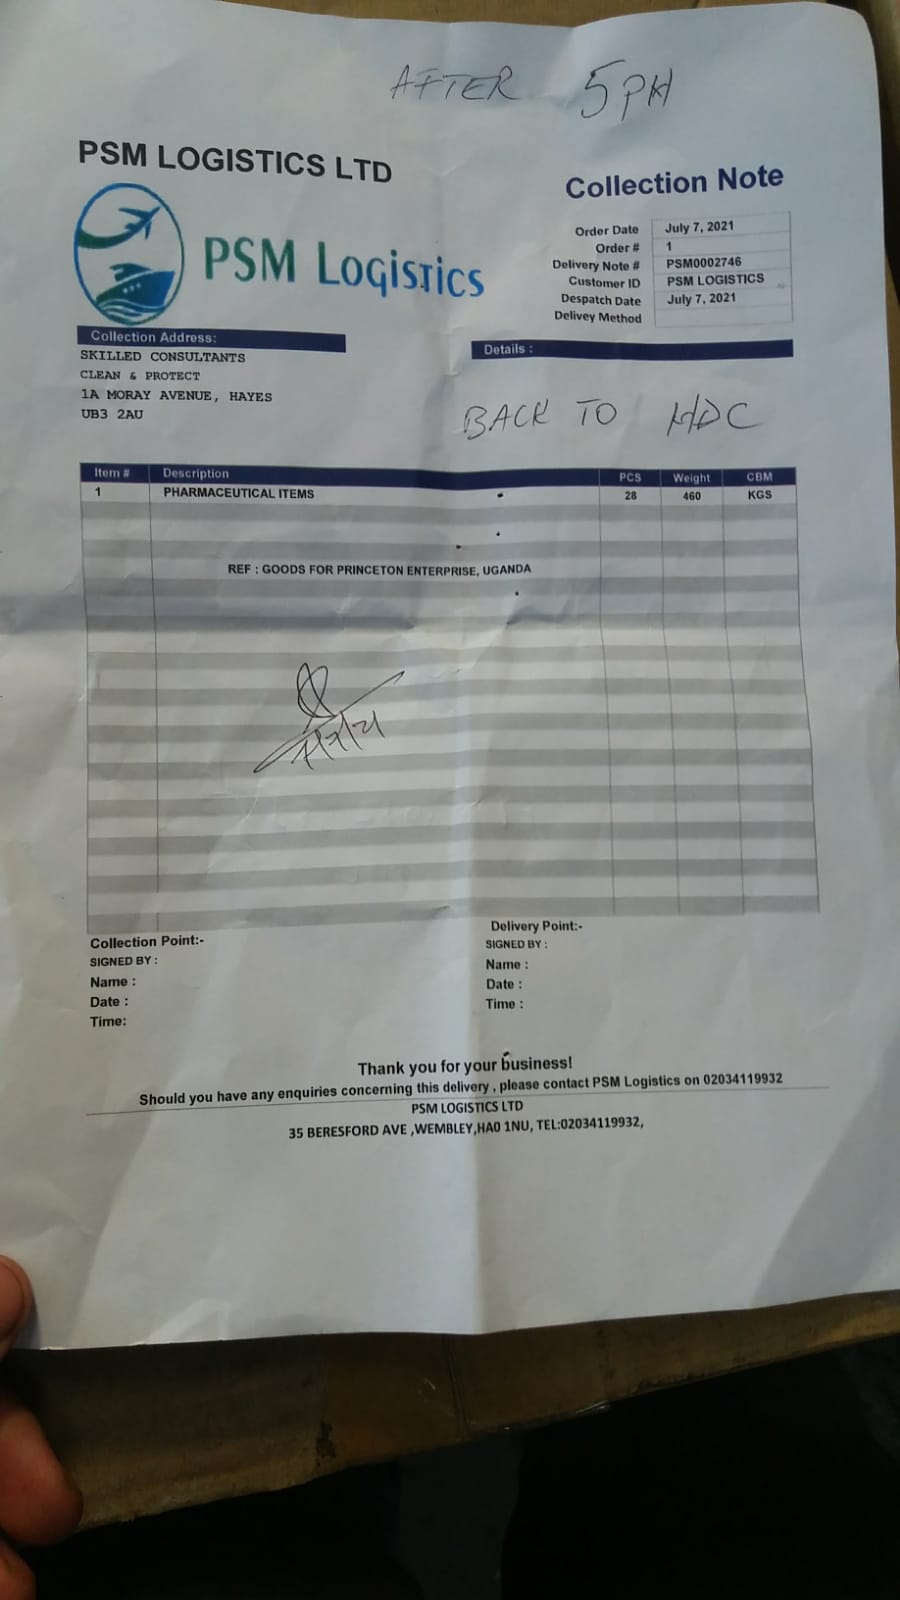 AFTER 5PM
PSM LOGISTICS LTD
Collection Note
PSM Logistics
Order Date July 7, 2021
Order # 1
Delivery Note # PSM0002746
Customer ID PSM LOGISTICS
Despatch Date July 7, 2021
Delivey Method
Collection Address:
SKILLED CONSULTANTS
CLEAN & PROTECT
1A MORAY AVENUE, HAYES
UB3 2AU
Details :
BACK TO
Item # Description PCS Weight CBM
1 PHARMACEUTICAL ITEMS 28 460 KGS
REF : GOODS FOR PRINCETON ENTERPRISE, UGANDA
Collection Point:-
SIGNED BY :
Name :
Date :
Time:
Delivery Point:-
SIGNED BY :
Name :
Date :
Time :
Thank you for your business!
Should you have any enquiries concerning this delivery , please contact PSM Logistics on 02034119932
PSM LOGISTICS LTD
35 BERESFORD AVE ,WEMBLEY,HA0 1NU, TEL:02034119932,